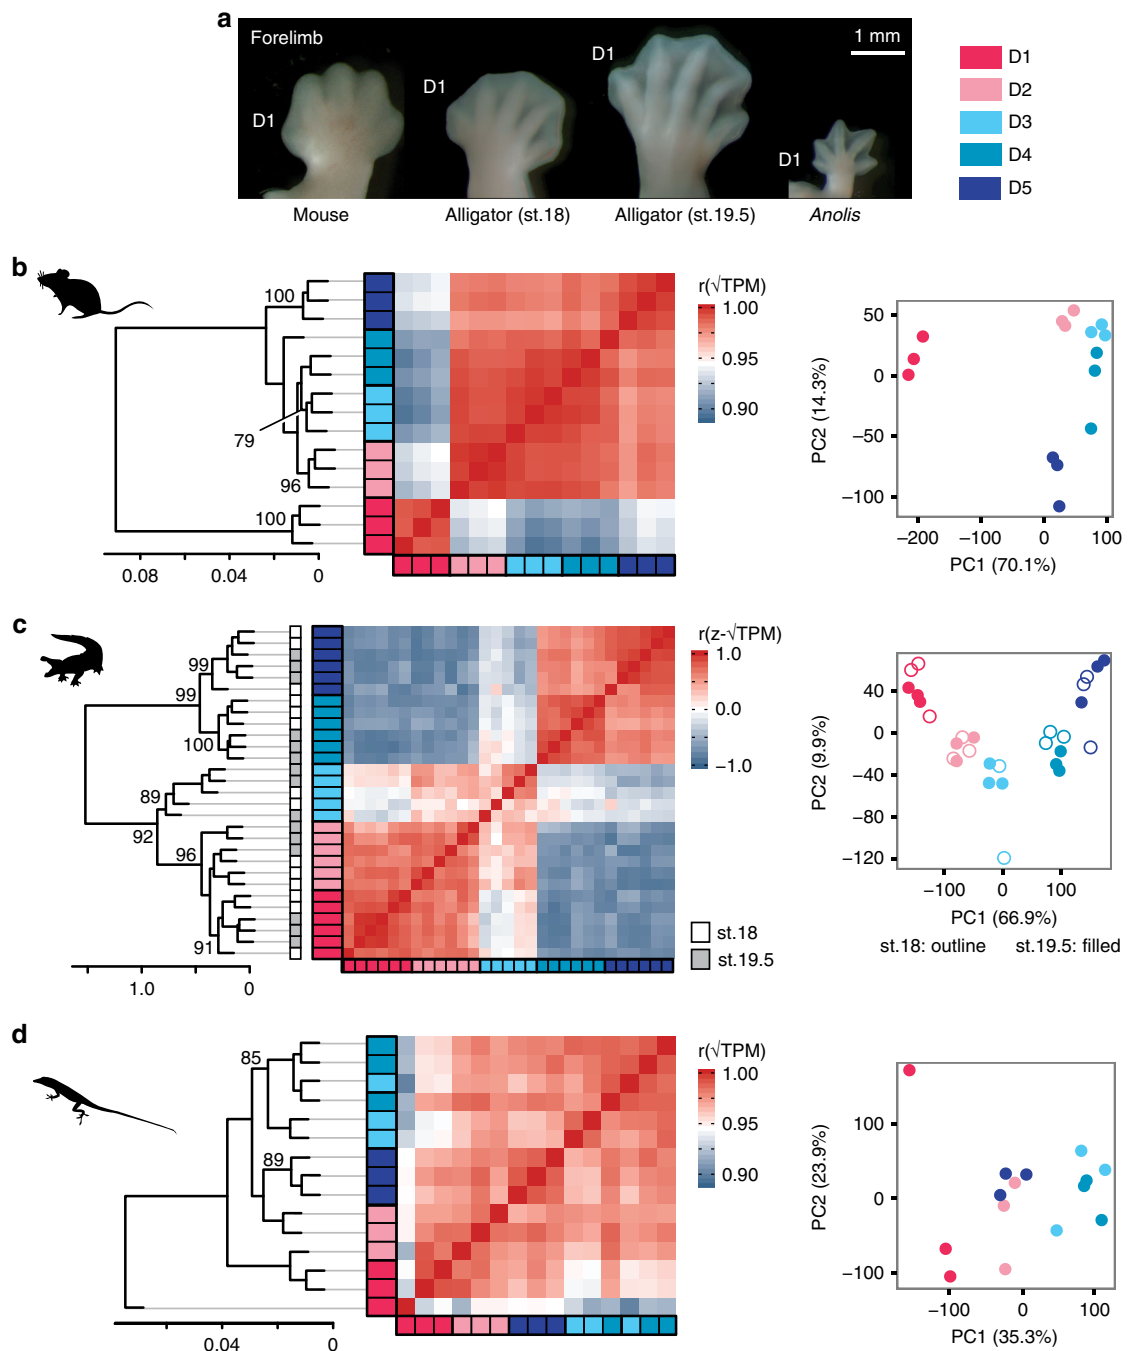 a
Forelimb
D1
D1
D1
D1
1 mm
Mouse
Alligator (st.18)
Alligator (st.19.5)
Anolis
D1
D2
D3
D4
D5
b
100
79
96
100
0.08
0.04
0
r(√TPM)
1.00
0.95
0.90
50
0
−50
−100
PC2 (14.3%)
−200
−100
0
100
PC1 (70.1%)
c
99
99
100
89
92
96
91
1.0
0
r(z-√TPM)
1.0
0.0
−1.0
st.18
st.19.5
40
0
−40
−80
−120
PC2 (9.9%)
−100
0
100
PC1 (66.9%)
st.18: outline
st.19.5: filled
d
85
89
0.04
0
r(√TPM)
1.00
0.95
0.90
100
0
−100
PC2 (23.9%)
−100
0
100
PC1 (35.3%)